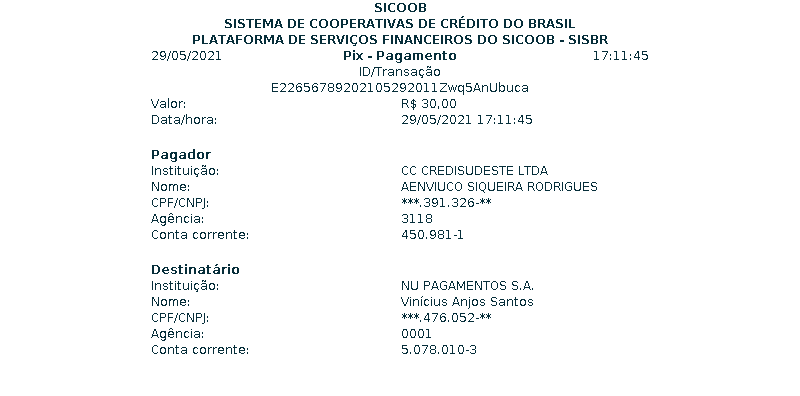 SICOOB
SISTEMA DE COOPERATIVAS DE CRÉDITO DO BRASIL
PLATAFORMA DE SERVIÇOS FINANCEIROS DO SICOOB - SISBR
29/05/2021 Pix - Pagamento 17:11:45
ID/Transação
E22656789202105292011Zwq5AnUbuca
Valor: R$ 30,00
Data/hora: 29/05/2021 17:11:45
Pagador
Instituição: CC CREDISUDESTE LTDA
Nome: AENVIUCO SIQUEIRA RODRIGUES
CPF/CNPJ: ***.391.326-**
Agência: 3118
Conta corrente: 450.981-1
Destinatário
Instituição: NU PAGAMENTOS S.A.
Nome: Vinícius Anjos Santos
CPF/CNPJ: ***.476.052-**
Agência: 0001
Conta corrente: 5.078.010-3